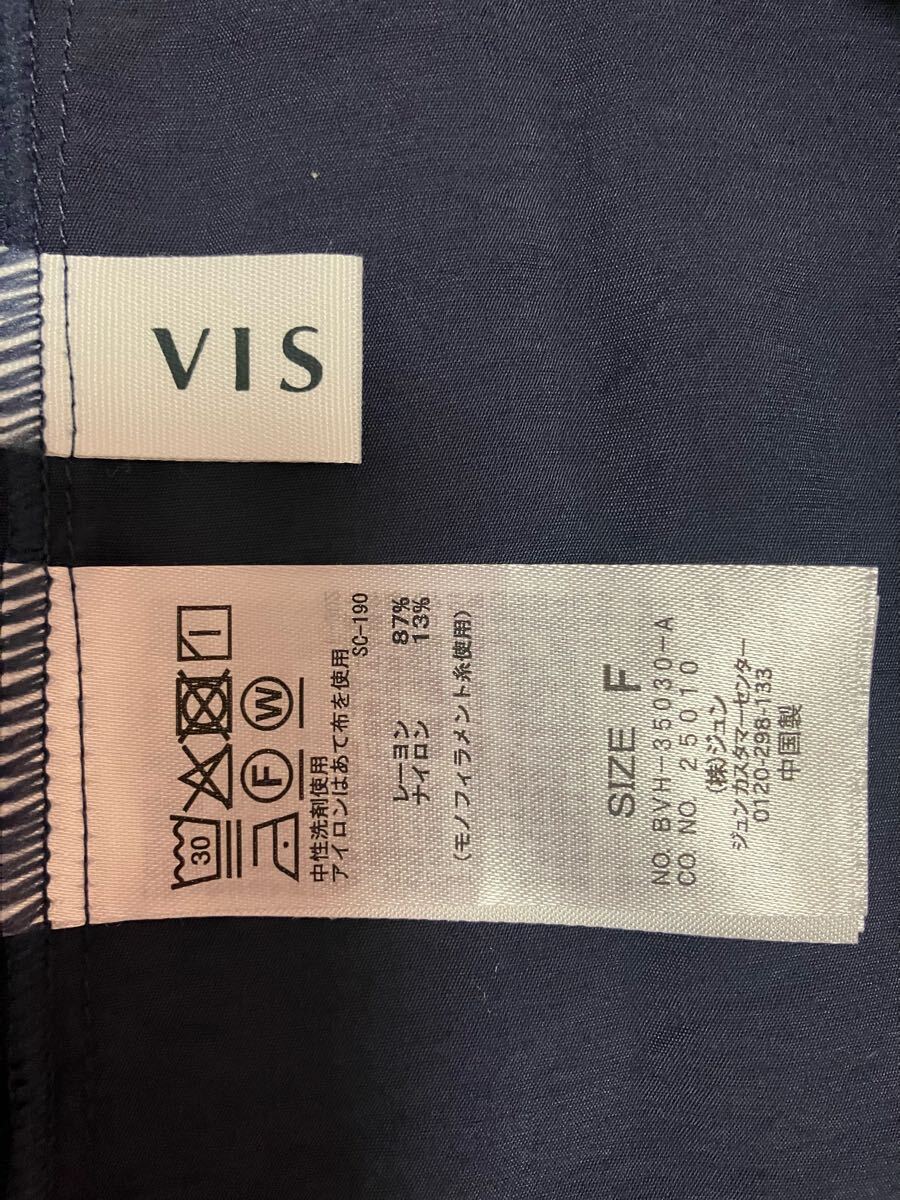 VIS
30
F
W
中性洗剤使用
アイロンはあて布を使用
SC-190
レーヨン 87%
ナイロン 13%
(モノフィラメント糸使用)
SIZE F
NO. BVH-35030-A
CO. NO. 25010
(株)ジュン
ジュンカスタマーセンター
0120-298-133
中国製